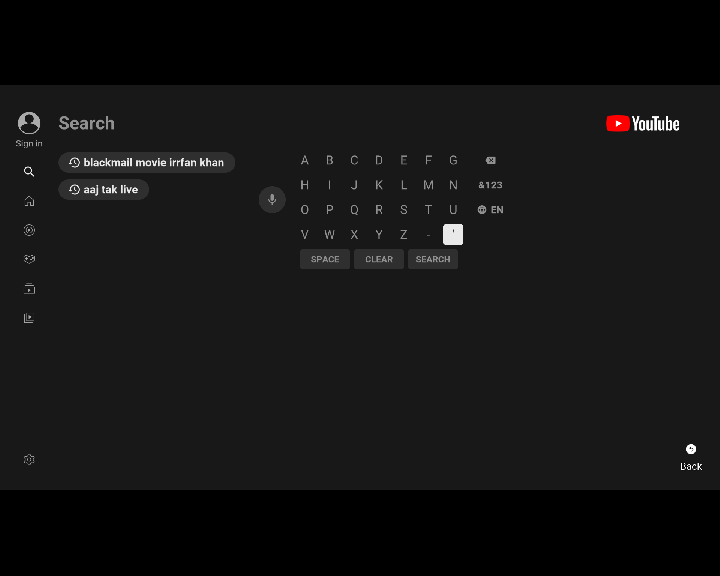 Search
YouTube
Sign in
blackmail movie irrfan khan
aaj tak live
A B C D E F G
H I J K L M N &123
O P Q R S T U EN
V W X Y Z - '
SPACE CLEAR SEARCH
Back